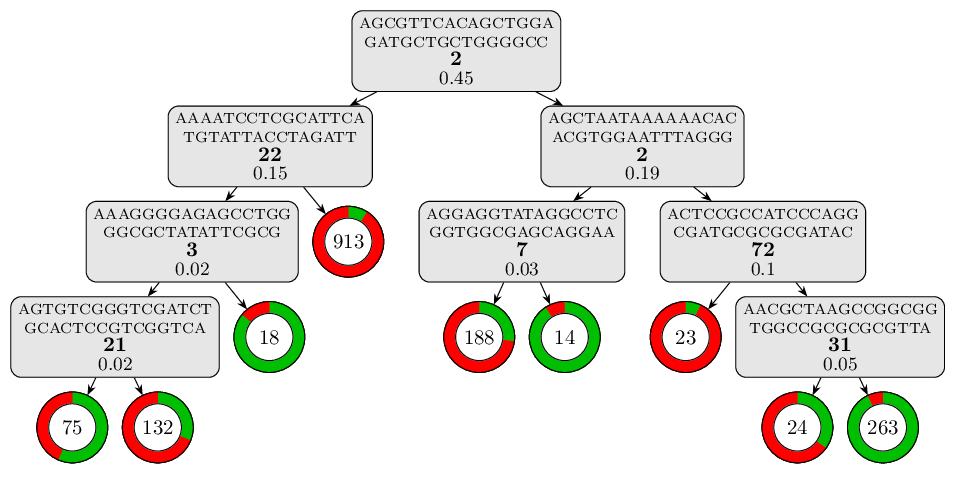 AGCGTTCACAGCTGGA
GATGCTGCTGGGGCC
2
0.45
AAAATCCTCGCATTCA
TGTATTACCTAGATT
22
0.15
AGCTAATAAAAAACAC
ACGTGGAATTTAGGG
2
0.19
AAAGGGGAGAGCCTGG
GGCGCTATATTCGCG
3
0.02
913
AGGAGGTATAGGCCTC
GGTGGCGAGCAGGAA
7
0.03
ACTCCGCCATCCCAGG
CGATGCGCGCGATAC
72
0.1
AGTGTCGGGTCGATCT
GCACTCCGTCGGTCA
21
0.02
18
188
14
23
AACGCTAAGCCGGCGG
TGGCCGCGCGCGTTA
31
0.05
75
132
24
263